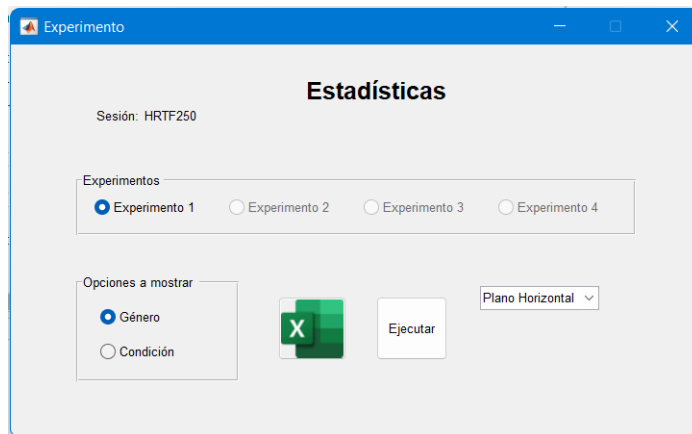 Experimento
Estadísticas
Sesión: HRTF250
Experimentos
Experimento 1 Experimento 2 Experimento 3 Experimento 4
Opciones a mostrar
Género
Condición
X
Ejecutar
Plano Horizontal